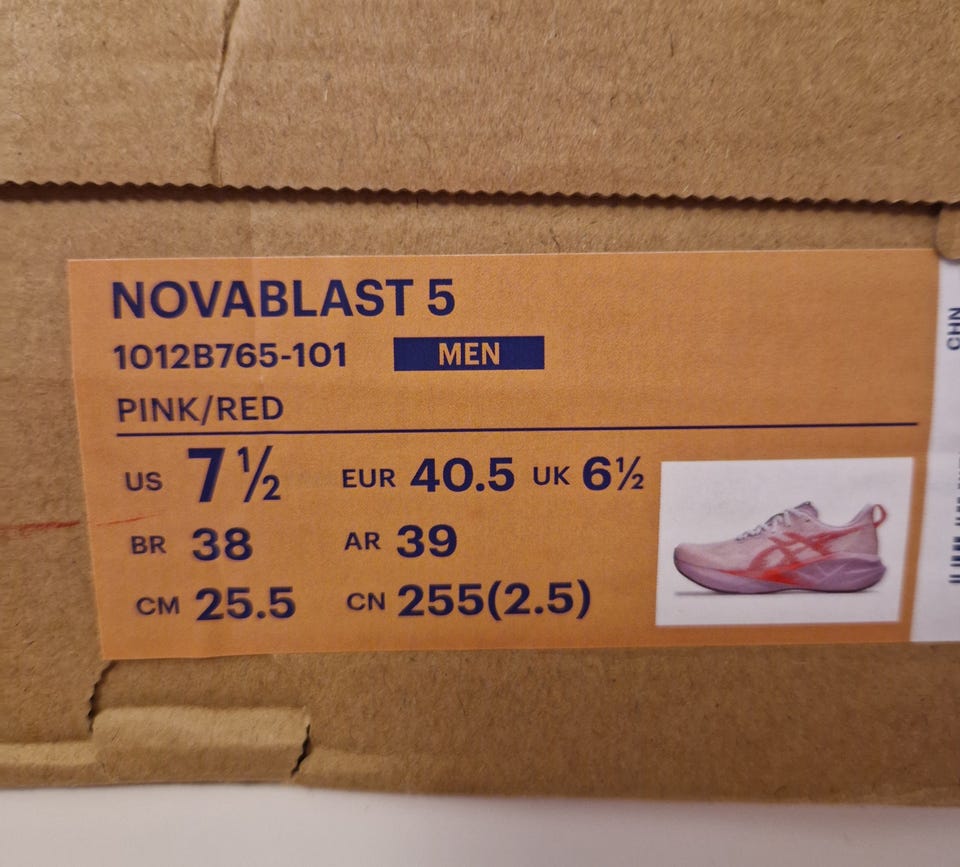 NOVABLAST 5
1012B765-101 MEN
PINK/RED
US 7½ EUR 40.5 UK 6½
BR 38 AR 39
CM 25.5 CN 255(2.5)
CHN